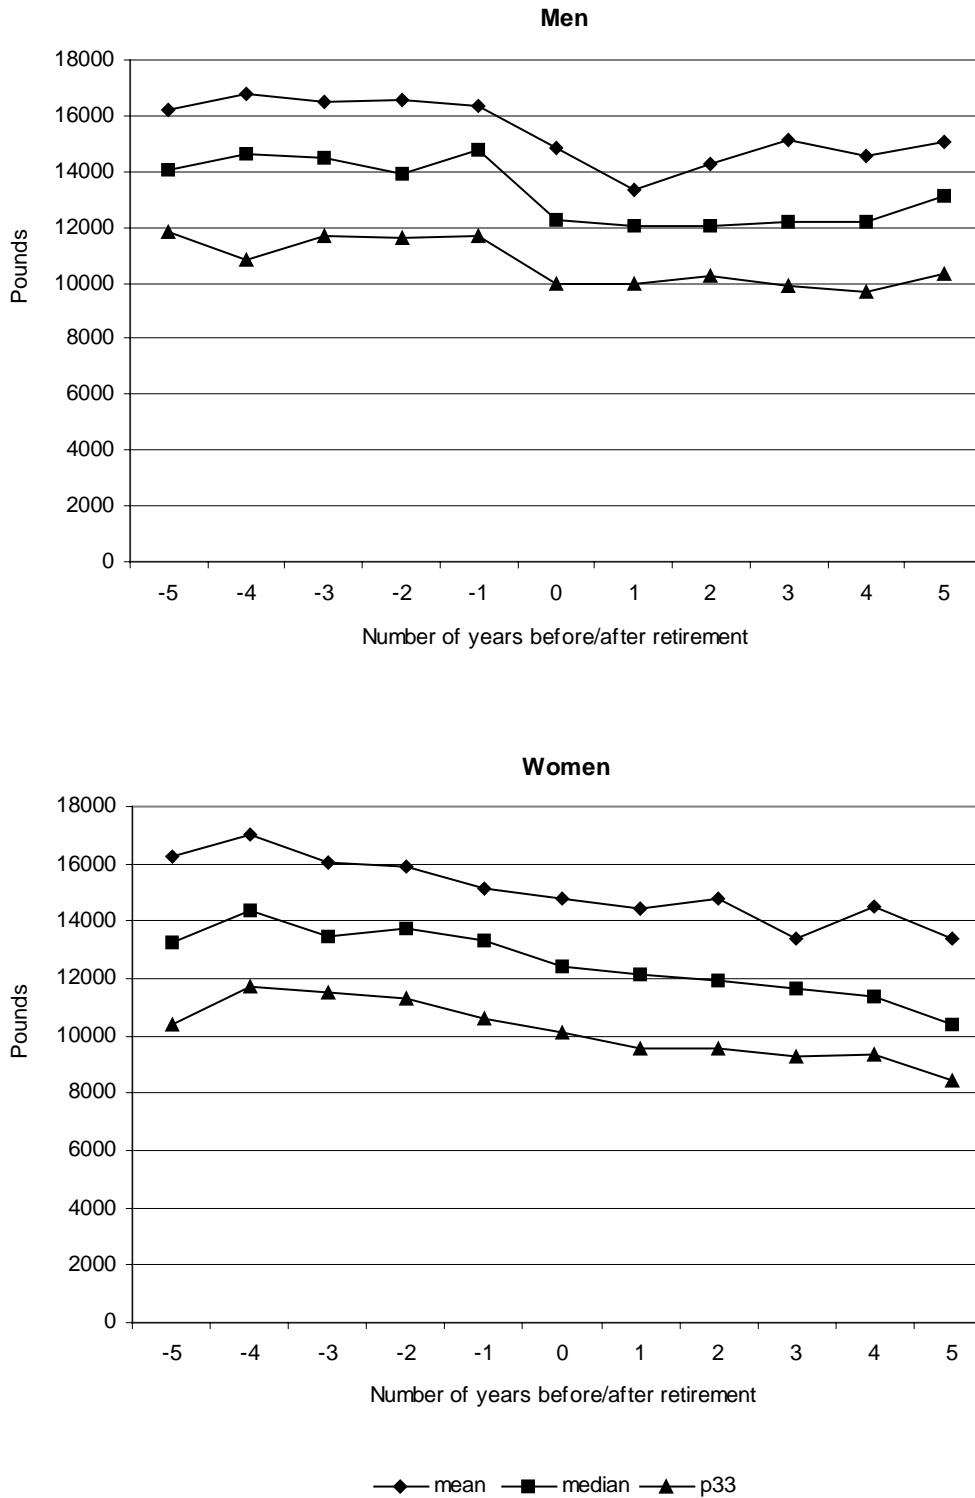 Men
18000
16000
14000
12000
10000
8000
6000
4000
2000
0
Pounds
-5 -4 -3 -2 -1 0 1 2 3 4 5
Number of years before/after retirement
Women
18000
16000
14000
12000
10000
8000
6000
4000
2000
0
Pounds
-5 -4 -3 -2 -1 0 1 2 3 4 5
Number of years before/after retirement
mean median p33